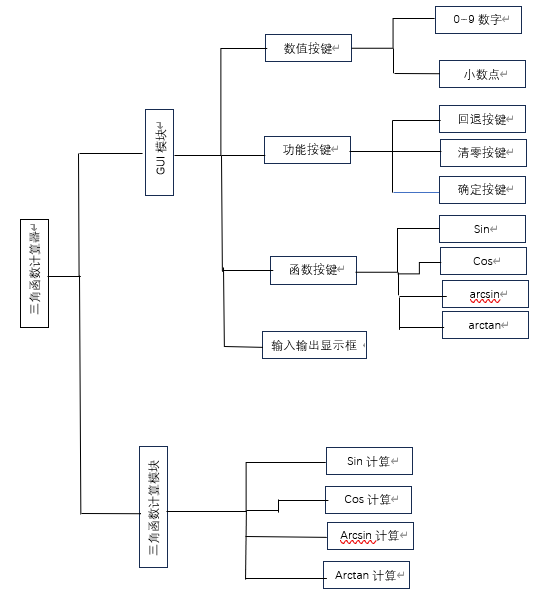 三角函数计算器
GUI 模块
数值按键
0~9 数字
小数点
功能按键
回退按键
清零按键
确定按键
函数按键
Sin
Cos
arcsin
arctan
输入输出显示框
三角函数计算模块
Sin 计算
Cos 计算
Arcsin 计算
Arctan 计算